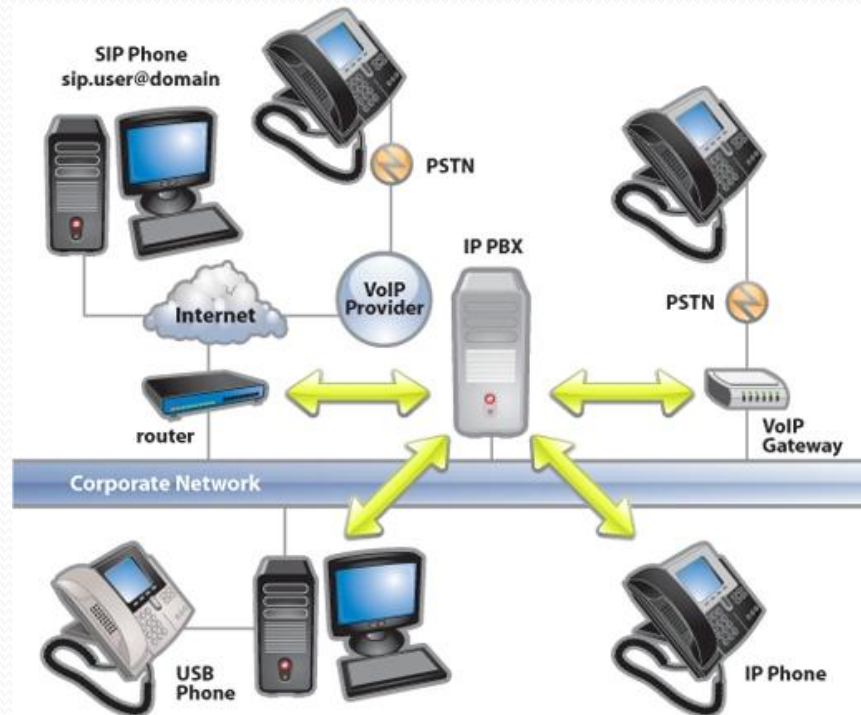 SIP Phone
sip.user@domain
PSTN
IP PBX
VoIP
Provider
Internet
PSTN
router
VoIP
Gateway
Corporate Network
USB
Phone
IP Phone